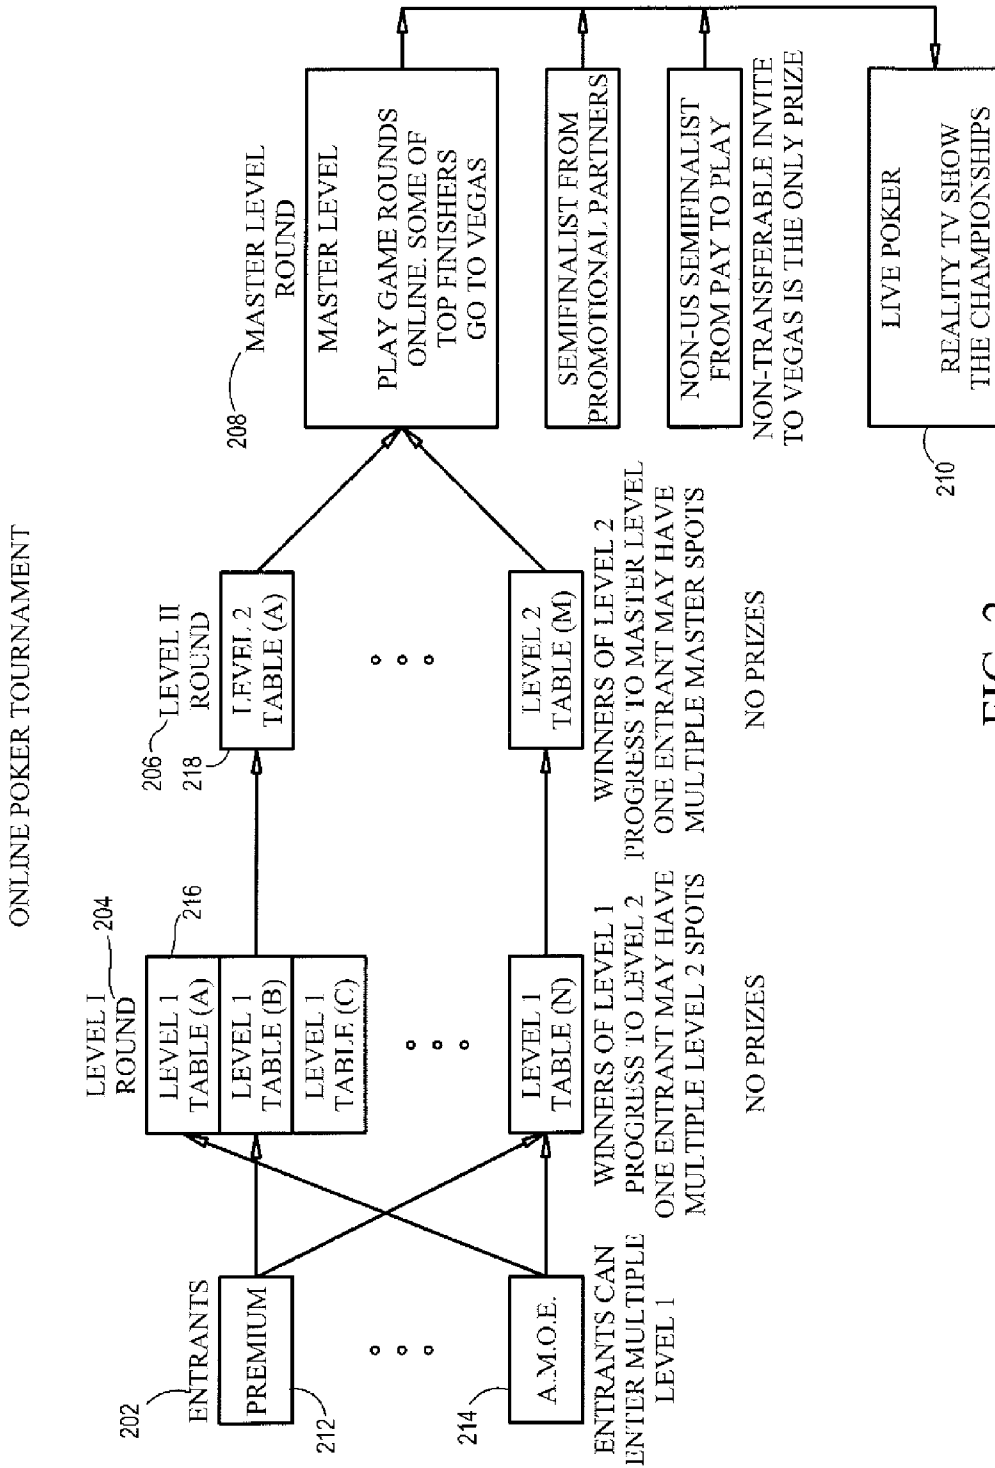 ONLINE POKER TOURNAMENT
202
ENTRANTS
PREMIUM
212
214
A.M.O.E.
ENTRANTS CAN
ENTER MULTIPLE
LEVEL 1
LEVEL I
ROUND
204
216
LEVEL 1
TABLE (A)
LEVEL 1
TABLE (B)
LEVEL 1
TABLE (C)
LEVEL 1
TABLE (N)
WINNERS OF LEVEL 1
PROGRESS TO LEVEL 2
ONE ENTRANT MAY HAVE
MULTIPLE LEVEL 2 SPOTS
NO PRIZES
206
LEVEL II
ROUND
218
LEVEL 2
TABLE (A)
LEVEL 2
TABLE (M)
WINNERS OF LEVEL 2
PROGRESS TO MASTER LEVEL
ONE ENTRANT MAY HAVE
MULTIPLE MASTER SPOTS
NO PRIZES
208
MASTER LEVEL
ROUND
MASTER LEVEL
PLAY GAME ROUNDS
ONLINE. SOME OF
TOP FINISHERS
GO TO VEGAS
SEMIFINALIST FROM
PROMOTIONAL PARTNERS
NON-US SEMIFINALIST
FROM PAY TO PLAY
NON-TRANSFERABLE INVITE
TO VEGAS IS THE ONLY PRIZE
210
LIVE POKER
REALITY TV SHOW
THE CHAMPIONSHIPS